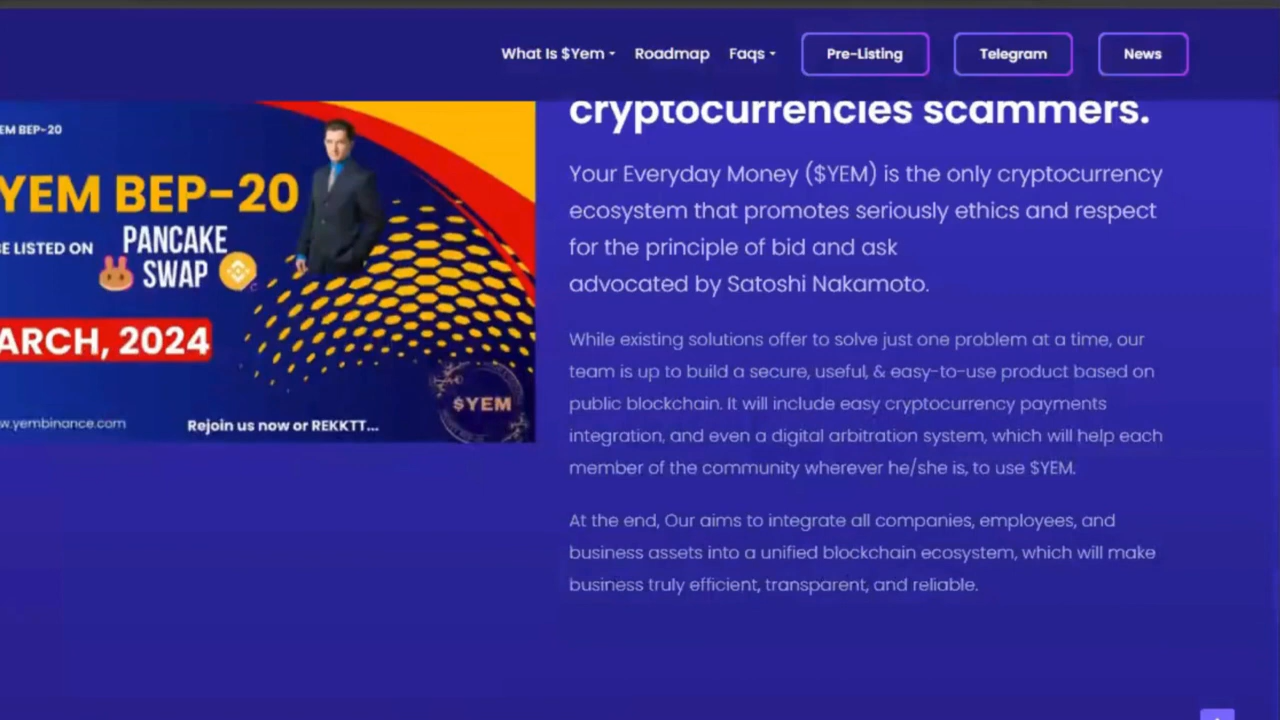 What Is $Yem Roadmap Faqs Pre-Listing Telegram News
cryptocurrencies scammers.
Your Everyday Money ($YEM) is the only cryptocurrency
ecosystem that promotes seriously ethics and respect
for the principle of bid and ask
advocated by Satoshi Nakamoto.
While existing solutions offer to solve just one problem at a time, our
team is up to build a secure, useful, & easy-to-use product based on
public blockchain. It will include easy cryptocurrency payments
integration, and even a digital arbitration system, which will help each
member of the community wherever he/she is, to use $YEM.
At the end, Our aims to integrate all companies, employees, and
business assets into a unified blockchain ecosystem, which will make
business truly efficient, transparent, and reliable.
EM BEP-20
YEM BEP-20
BE LISTED ON
PANCAKE
SWAP
ARCH, 2024
$YEM
w.yembinance.com
Rejoin us now or REKKTT...